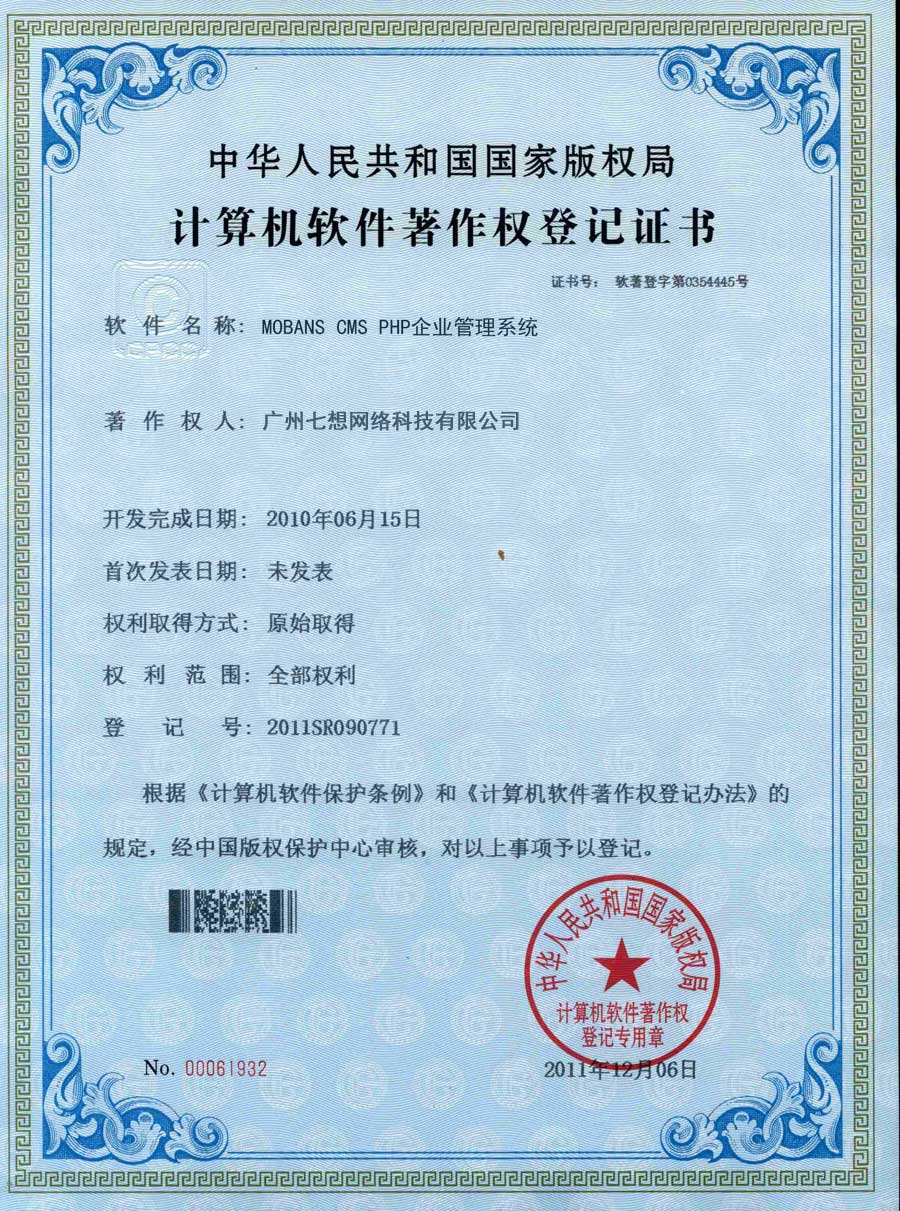 中华人民共和国国家版权局
计算机软件著作权登记证书
证书号： 软著登字第0354445号
软 件 名 称： MOBANS CMS PHP企业管理系统
著 作 权 人： 广州七想网络科技有限公司
开发完成日期： 2010年06月15日
首次发表日期： 未发表
权利取得方式： 原始取得
权 利 范 围： 全部权利
登 记 号： 2011SR090771
根据《计算机软件保护条例》和《计算机软件著作权登记办法》的
规定，经中国版权保护中心审核，对以上事项予以登记。
中华人民共和国国家版权局
计算机软件著作权
登记专用章
No. 00061932
2011年12月06日